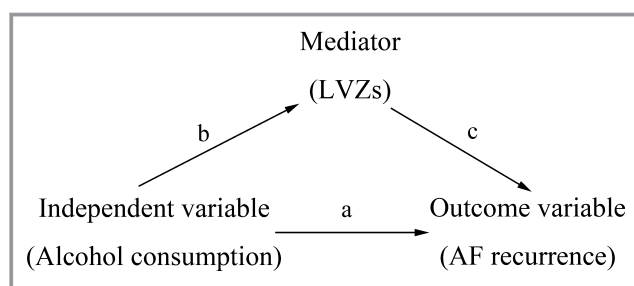 Mediator
(LVZs)
b
c
Independent variable
a
Outcome variable
(Alcohol consumption)
(AF recurrence)